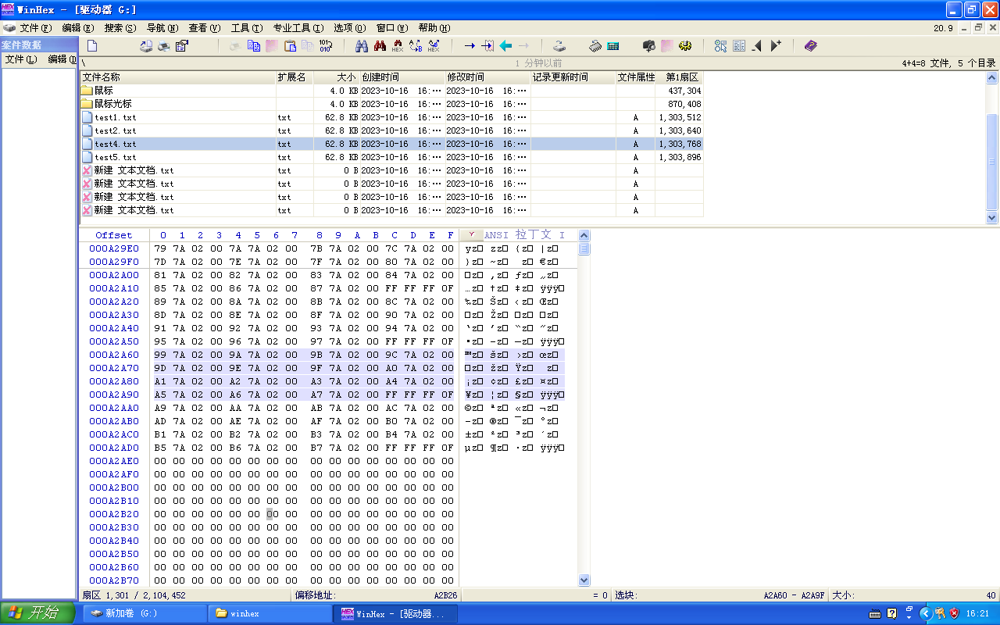 WinHex - [驱动器 G:]
文件(F) 编辑(E) 搜索(S) 导航(N) 查看(V) 工具(T) 专业工具(I) 选项(O) 窗口(W) 帮助(H) 20.9
案件数据
文件(L) 编辑(D
\ 1 分钟以前 4+4=8 文件, 5 个目录
文件名称 扩展名 大小 创建时间 修改时间 记录更新时间 文件属性 第1扇区
鼠标 4.0 KB 2023-10-16 16:… 2023-10-16 16:… 437,304
鼠标光标 4.0 KB 2023-10-16 16:… 2023-10-16 16:… 870,408
test1.txt txt 62.8 KB 2023-10-16 16:… 2023-10-16 16:… A 1,303,512
test2.txt txt 62.8 KB 2023-10-16 16:… 2023-10-16 16:… A 1,303,640
test4.txt txt 62.8 KB 2023-10-16 16:… 2023-10-16 16:… A 1,303,768
test5.txt txt 62.8 KB 2023-10-16 16:… 2023-10-16 16:… A 1,303,896
新建 文本文档.txt txt 0 B 2023-10-16 16:… 2023-10-16 16:… A
新建 文本文档.txt txt 0 B 2023-10-16 16:… 2023-10-16 16:… A
新建 文本文档.txt txt 0 B 2023-10-16 16:… 2023-10-16 16:… A
新建 文本文档.txt txt 0 B 2023-10-16 16:… 2023-10-16 16:… A
Offset 0 1 2 3 4 5 6 7 8 9 A B C D E F ANSI 拉丁文 I
000A29E0 79 7A 02 00 7A 7A 02 00 7B 7A 02 00 7C 7A 02 00 yz zz {z |z
000A29F0 7D 7A 02 00 7E 7A 02 00 7F 7A 02 00 80 7A 02 00 }z ~z z €z
000A2A00 81 7A 02 00 82 7A 02 00 83 7A 02 00 84 7A 02 00 z ‚z ƒz „z
000A2A10 85 7A 02 00 86 7A 02 00 87 7A 02 00 FF FF FF 0F …z †z ‡z ÿÿÿ
000A2A20 89 7A 02 00 8A 7A 02 00 8B 7A 02 00 8C 7A 02 00 ‰z Šz ‹z Œz
000A2A30 8D 7A 02 00 8E 7A 02 00 8F 7A 02 00 90 7A 02 00 z Žz z z
000A2A40 91 7A 02 00 92 7A 02 00 93 7A 02 00 94 7A 02 00 ‘z ’z “z ”z
000A2A50 95 7A 02 00 96 7A 02 00 97 7A 02 00 FF FF FF 0F •z –z —z ÿÿÿ
000A2A60 99 7A 02 00 9A 7A 02 00 9B 7A 02 00 9C 7A 02 00 ™z šz ›z œz
000A2A70 9D 7A 02 00 9E 7A 02 00 9F 7A 02 00 A0 7A 02 00 z žz Ÿz z
000A2A80 A1 7A 02 00 A2 7A 02 00 A3 7A 02 00 A4 7A 02 00 ¡z ¢z £z ¤z
000A2A90 A5 7A 02 00 A6 7A 02 00 A7 7A 02 00 FF FF FF 0F ¥z ¦z §z ÿÿÿ
000A2AA0 A9 7A 02 00 AA 7A 02 00 AB 7A 02 00 AC 7A 02 00 ©z ªz «z ¬z
000A2AB0 AD 7A 02 00 AE 7A 02 00 AF 7A 02 00 B0 7A 02 00 -z ®z ¯z °z
000A2AC0 B1 7A 02 00 B2 7A 02 00 B3 7A 02 00 B4 7A 02 00 ±z ²z ³z ´z
000A2AD0 B5 7A 02 00 B6 7A 02 00 B7 7A 02 00 FF FF FF 0F µz ¶z ·z ÿÿÿ
000A2AE0 00 00 00 00 00 00 00 00 00 00 00 00 00 00 00 00
000A2AF0 00 00 00 00 00 00 00 00 00 00 00 00 00 00 00 00
000A2B00 00 00 00 00 00 00 00 00 00 00 00 00 00 00 00 00
000A2B10 00 00 00 00 00 00 00 00 00 00 00 00 00 00 00 00
000A2B20 00 00 00 00 00 00 00 00 00 00 00 00 00 00 00 00
000A2B30 00 00 00 00 00 00 00 00 00 00 00 00 00 00 00 00
000A2B40 00 00 00 00 00 00 00 00 00 00 00 00 00 00 00 00
000A2B50 00 00 00 00 00 00 00 00 00 00 00 00 00 00 00 00
000A2B60 00 00 00 00 00 00 00 00 00 00 00 00 00 00 00 00
000A2B70 00 00 00 00 00 00 00 00 00 00 00 00 00 00 00 00
扇区 1,301 / 2,104,452 偏移地址: A2B26 = 0 选块: A2A60 - A2A9F 大小: 40
开始 新加卷 (G:) winhex WinHex - [驱动器... 16:21